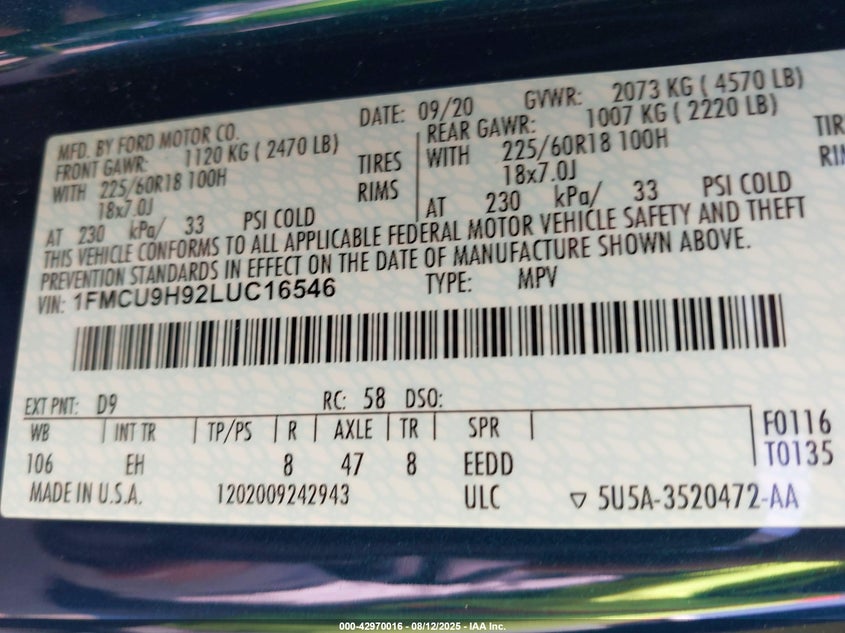 MFD. BY FORD MOTOR CO. DATE: 09/20 GVWR: 2073 KG ( 4570 LB)
FRONT GAWR: 1120 KG ( 2470 LB) REAR GAWR: 1007 KG ( 2220 LB)
WITH 225/60R18 100H TIRES WITH 225/60R18 100H TIR
18x7.0J RIMS 18x7.0J RI
AT 230 kPa/ 33 PSI COLD AT 230 kPa/ 33 PSI COLD
THIS VEHICLE CONFORMS TO ALL APPLICABLE FEDERAL MOTOR VEHICLE SAFETY AND THEFT
PREVENTION STANDARDS IN EFFECT ON THE DATE OF MANUFACTURE SHOWN ABOVE.
VIN: 1FMCU9H92LUC16546 TYPE: MPV
EXT PNT: D9 RC: 58 DSO:
WB INT TR TP/PS R AXLE TR SPR F0116
106 EH 8 47 8 EEDD T0135
MADE IN U.S.A. 1202009242943 ULC ▽ 5U5A-3520472-AA
000-42970016 - 08/12/2025 - IAA Inc.